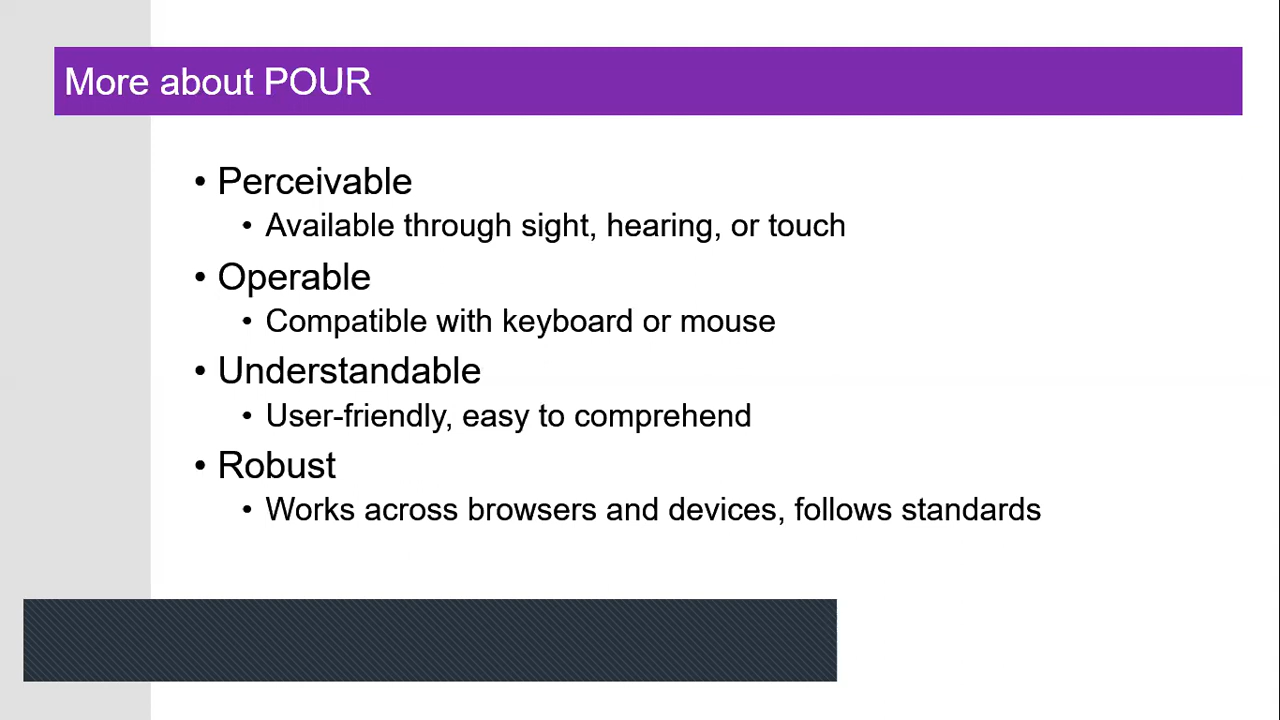 More about POUR
• Perceivable
• Available through sight, hearing, or touch
• Operable
• Compatible with keyboard or mouse
• Understandable
• User-friendly, easy to comprehend
• Robust
• Works across browsers and devices, follows standards